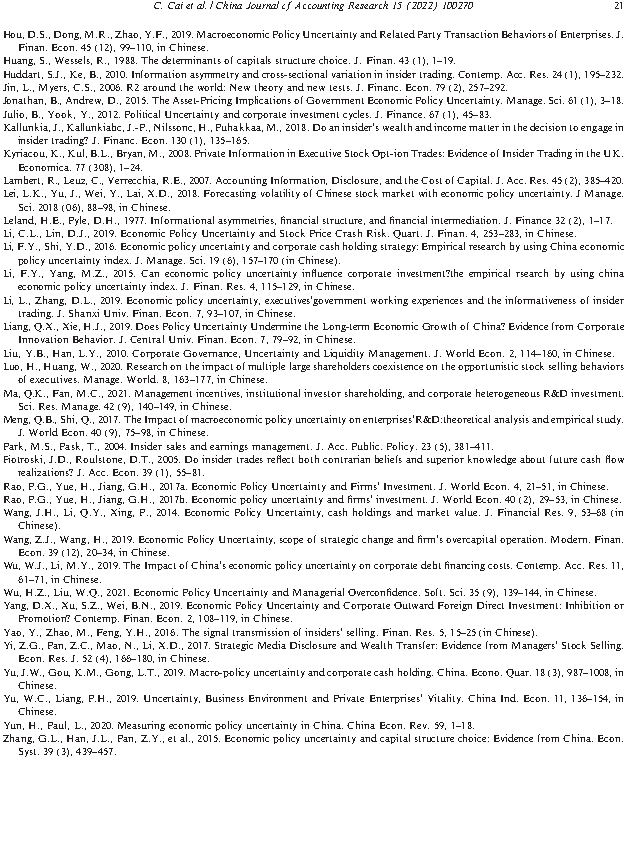 C. Cai et al. / China Journal of Accounting Research 15 (2022) 100270
21
Hou, D.S., Dong, M.R., Zhao, Y.F., 2019. Macroeconomic Policy Uncertainty and Related Party Transaction Behaviors of Enterprises. J.
Finan. Econ. 45 (12), 99–110, in Chinese.
Huang, S., Wessels, R., 1988. The determinants of capitals structure choice. J. Finan. 43 (1), 1–19.
Huddart, S.J., Ke, B., 2010. Information asymmetry and cross-sectional variation in insider trading. Contemp. Acc. Res. 24 (1), 195–232.
Jin, L., Myers, C.S., 2006. R2 around the world: New theory and new tests. J. Financ. Econ. 79 (2), 257–292.
Jonathan, B., Andrew, D., 2015. The Asset-Pricing Implications of Government Economic Policy Uncertainty. Manage. Sci. 61 (1), 3–18.
Julio, B., Yook, Y., 2012. Political Uncertainty and corporate investment cycles. J. Finance. 67 (1), 45–83.
Kallunkia, J., Kallunkiabc, J.-P., Nilssonc, H., Puhakkaa, M., 2018. Do an insider's wealth and income matter in the decision to engage in
insider trading? J. Financ. Econ. 130 (1), 135–165.
Kyriacou, K., Kul, B.L., Bryan, M., 2008. Private Information in Executive Stock Opt-ion Trades: Evidence of Insider Trading in the U.K.
Economica. 77 (308), 1–24.
Lambert, R., Leuz, C., Verrecchia, R.E., 2007. Accounting Information, Disclosure, and the Cost of Capital. J. Acc. Res. 45 (2), 385–420.
Lei, L.K., Yu, J., Wei, Y., Lai, X.D., 2018. Forecasting volatility of Chinese stock market with economic policy uncertainty. J Manage.
Sci. 2018 (06), 88–98, in Chinese.
Leland, H.E., Pyle, D.H., 1977. Informational asymmetries, financial structure, and financial intermediation. J. Finance 32 (2), 1–17.
Li, C.L., Lin, D.J., 2019. Economic Policy Uncertainty and Stock Price Crash Risk. Quart. J. Finan. 4, 253–283, in Chinese.
Li, F.Y., Shi, Y.D., 2016. Economic policy uncertainty and corporate cash holding strategy: Empirical research by using China economic
policy uncertainty index. J. Manage. Sci. 19 (6), 157–170 (in Chinese).
Li, F.Y., Yang, M.Z., 2015. Can economic policy uncertainty influence corporate investment?the empirical rsearch by using china
economic policy uncertainty index. J. Finan. Res. 4, 115–129, in Chinese.
Li, L., Zhang, D.L., 2019. Economic policy uncertainty, executives'government working experiences and the informativeness of insider
trading. J. Shanxi Univ. Finan. Econ. 7, 93–107, in Chinese.
Liang, Q.X., Xie, H.J., 2019. Does Policy Uncertainty Undermine the Long-term Economic Growth of China? Evidence from Corporate
Innovation Behavior. J. Central Univ. Finan. Econ. 7, 79–92, in Chinese.
Liu, Y.B., Han, L.Y., 2010. Corporate Governance, Uncertainty and Liquidity Management. J. World Econ. 2, 114–160, in Chinese.
Luo, H., Huang, W., 2020. Research on the impact of multiple large shareholders coexistence on the opportunistic stock selling behaviors
of executives. Manage. World. 8, 163–177, in Chinese.
Ma, Q.K., Fan, M.C., 2021. Management incentives, institutional investor shareholding, and corporate heterogeneous R&D investment.
Sci. Res. Manage. 42 (9), 140–149, in Chinese.
Meng, Q.B., Shi, Q., 2017. The Impact of macroeconomic policy uncertainty on enterprises'R&D:theoretical analysis and empirical study.
J. World Econ. 40 (9), 75–98, in Chinese.
Park, M.S., Pask, T., 2004. Insider sales and earnings management. J. Acc. Public. Policy. 23 (5), 381–411.
Piotroski, J.D., Roulstone, D.T., 2005. Do insider trades reflect both contrarian beliefs and superior knowledge about future cash flow
realizations? J. Acc. Econ. 39 (1), 55–81.
Rao, P.G., Yue, H., Jiang, G.H., 2017a. Economic Policy Uncertainty and Firms' Investment. J. World Econ. 4, 21–51, in Chinese.
Rao, P.G., Yue, H., Jiang, G.H., 2017b. Economic policy uncertainty and firms' investment. J. World Econ. 40 (2), 29–53, in Chinese.
Wang, J.H., Li, Q.Y., Xing, P., 2014. Economic Policy Uncertainty, cash holdings and market value. J. Financial Res. 9, 53–68 (in
Chinese).
Wang, Z.J., Wang, H., 2019. Economic Policy Uncertainty, scope of strategic change and firm's overcapital operation. Modern. Finan.
Econ. 39 (12), 20–34, in Chinese.
Wu, W.J., Li, M.Y., 2019. The Impact of China's economic policy uncertainty on corporate debt financing costs. Contemp. Acc. Res. 11,
61–71, in Chinese.
Wu, H.Z., Liu, W.Q., 2021. Economic Policy Uncertainty and Managerial Overconfidence. Soft. Sci. 35 (9), 139–144, in Chinese.
Yang, D.X., Xu, S.Z., Wei, B.N., 2019. Economic Policy Uncertainty and Corporate Outward Foreign Direct Investment: Inhibition or
Promotion? Contemp. Finan. Econ. 2, 108–119, in Chinese.
Yao, Y., Zhao, M., Feng, Y.H., 2016. The signal transmission of insiders' selling. Finan. Res. 5, 15–25 (in Chinese).
Yi, Z.G., Pan, Z.C., Mao, N., Li, X.D., 2017. Strategic Media Disclosure and Wealth Transfer: Evidence from Managers' Stock Selling.
Econ. Res. J. 52 (4), 166–180, in Chinese.
Yu, J.W., Gou, K.M., Gong, L.T., 2019. Macro-policy uncertainty and corporate cash holding. China. Econo. Quar. 18 (3), 987–1008, in
Chinese.
Yu, W.C., Liang, P.H., 2019. Uncertainty, Business Environment and Private Enterprises' Vitality. China Ind. Econ. 11, 136–154, in
Chinese.
Yun, H., Paul, L., 2020. Measuring economic policy uncertainty in China. China Econ. Rev. 59, 1–18.
Zhang, G.L., Han, J.L., Pan, Z.Y., et al., 2015. Economic policy uncertainty and capital structure choice: Evidence from China. Econ.
Syst. 39 (3), 439–457.